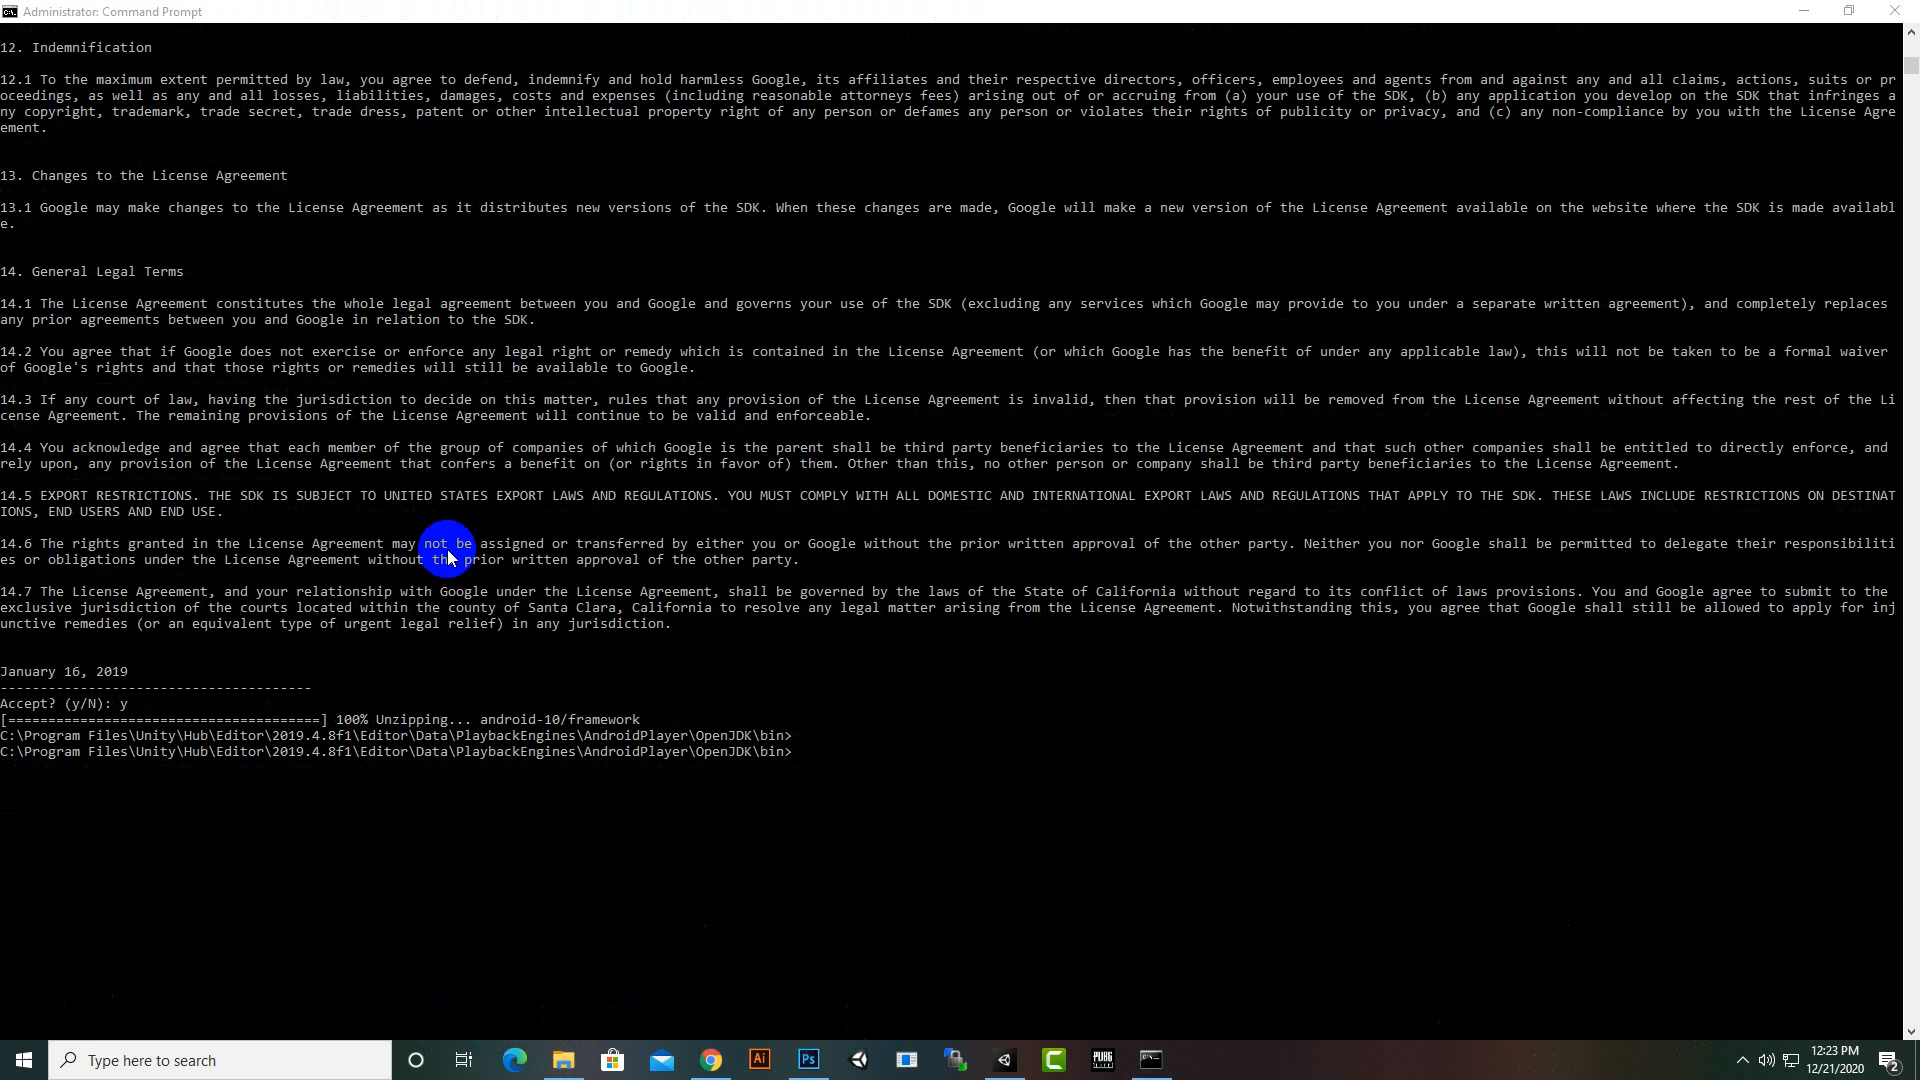 Administrator: Command Prompt
12. Indemnification
12.1 To the maximum extent permitted by law, you agree to defend, indemnify and hold harmless Google, its affiliates and their respective directors, officers, employees and agents from and against any and all claims, actions, suits or pr
oceedings, as well as any and all losses, liabilities, damages, costs and expenses (including reasonable attorneys fees) arising out of or accruing from (a) your use of the SDK, (b) any application you develop on the SDK that infringes a
ny copyright, trademark, trade secret, trade dress, patent or other intellectual property right of any person or defames any person or violates their rights of publicity or privacy, and (c) any non-compliance by you with the License Agre
ement.
13. Changes to the License Agreement
13.1 Google may make changes to the License Agreement as it distributes new versions of the SDK. When these changes are made, Google will make a new version of the License Agreement available on the website where the SDK is made availabl
e.
14. General Legal Terms
14.1 The License Agreement constitutes the whole legal agreement between you and Google and governs your use of the SDK (excluding any services which Google may provide to you under a separate written agreement), and completely replaces
any prior agreements between you and Google in relation to the SDK.
14.2 You agree that if Google does not exercise or enforce any legal right or remedy which is contained in the License Agreement (or which Google has the benefit of under any applicable law), this will not be taken to be a formal waiver
of Google's rights and that those rights or remedies will still be available to Google.
14.3 If any court of law, having the jurisdiction to decide on this matter, rules that any provision of the License Agreement is invalid, then that provision will be removed from the License Agreement without affecting the rest of the Li
cense Agreement. The remaining provisions of the License Agreement will continue to be valid and enforceable.
14.4 You acknowledge and agree that each member of the group of companies of which Google is the parent shall be third party beneficiaries to the License Agreement and that such other companies shall be entitled to directly enforce, and
rely upon, any provision of the License Agreement that confers a benefit on (or rights in favor of) them. Other than this, no other person or company shall be third party beneficiaries to the License Agreement.
14.5 EXPORT RESTRICTIONS. THE SDK IS SUBJECT TO UNITED STATES EXPORT LAWS AND REGULATIONS. YOU MUST COMPLY WITH ALL DOMESTIC AND INTERNATIONAL EXPORT LAWS AND REGULATIONS THAT APPLY TO THE SDK. THESE LAWS INCLUDE RESTRICTIONS ON DESTINAT
IONS, END USERS AND END USE.
14.6 The rights granted in the License Agreement may not be assigned or transferred by either you or Google without the prior written approval of the other party. Neither you nor Google shall be permitted to delegate their responsibiliti
es or obligations under the License Agreement without the prior written approval of the other party.
14.7 The License Agreement, and your relationship with Google under the License Agreement, shall be governed by the laws of the State of California without regard to its conflict of laws provisions. You and Google agree to submit to the
exclusive jurisdiction of the courts located within the county of Santa Clara, California to resolve any legal matter arising from the License Agreement. Notwithstanding this, you agree that Google shall still be allowed to apply for inj
unctive remedies (or an equivalent type of urgent legal relief) in any jurisdiction.
January 16, 2019
---------------------------------------
Accept? (y/N): y
[=======================================] 100% Unzipping... android-10/framework
C:\Program Files\Unity\Hub\Editor\2019.4.8f1\Editor\Data\PlaybackEngines\AndroidPlayer\OpenJDK\bin>
C:\Program Files\Unity\Hub\Editor\2019.4.8f1\Editor\Data\PlaybackEngines\AndroidPlayer\OpenJDK\bin>
Type here to search
Ai
Ps
PUBG
12:23 PM
12/21/2020
2